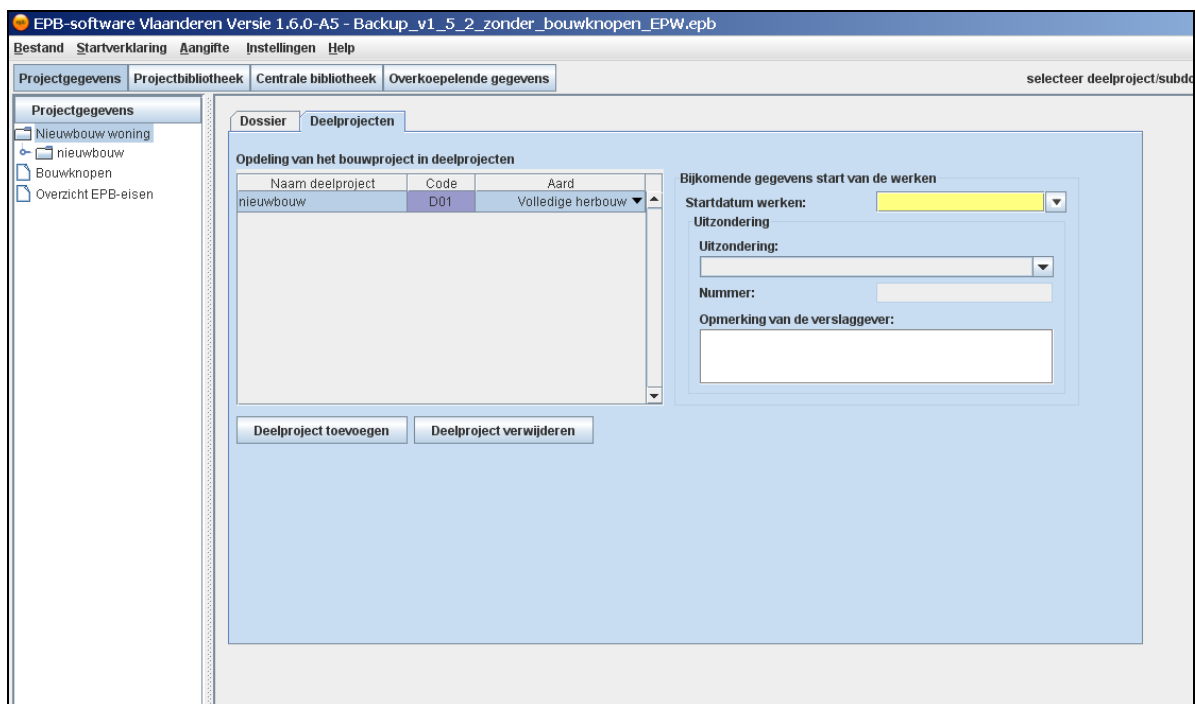 EPB-software Vlaanderen Versie 1.6.0-A5 - Backup_v1_5_2_zonder_bouwknopen_EPW.epb
Bestand Startverklaring Aangifte Instellingen Help
Projectgegevens Projectbibliotheek Centrale bibliotheek Overkoepelende gegevens selecteer deelproject/subdo
Projectgegevens
Nieuwbouw woning
nieuwbouw
Bouwknopen
Overzicht EPB-eisen
Dossier Deelprojecten
Opdeling van het bouwproject in deelprojecten
Naam deelproject Code Aard
nieuwbouw D01 Volledige herbouw
Deelproject toevoegen Deelproject verwijderen
Bijkomende gegevens start van de werken
Startdatum werken:
Uitzondering
Uitzondering:
Nummer:
Opmerking van de verslaggever: